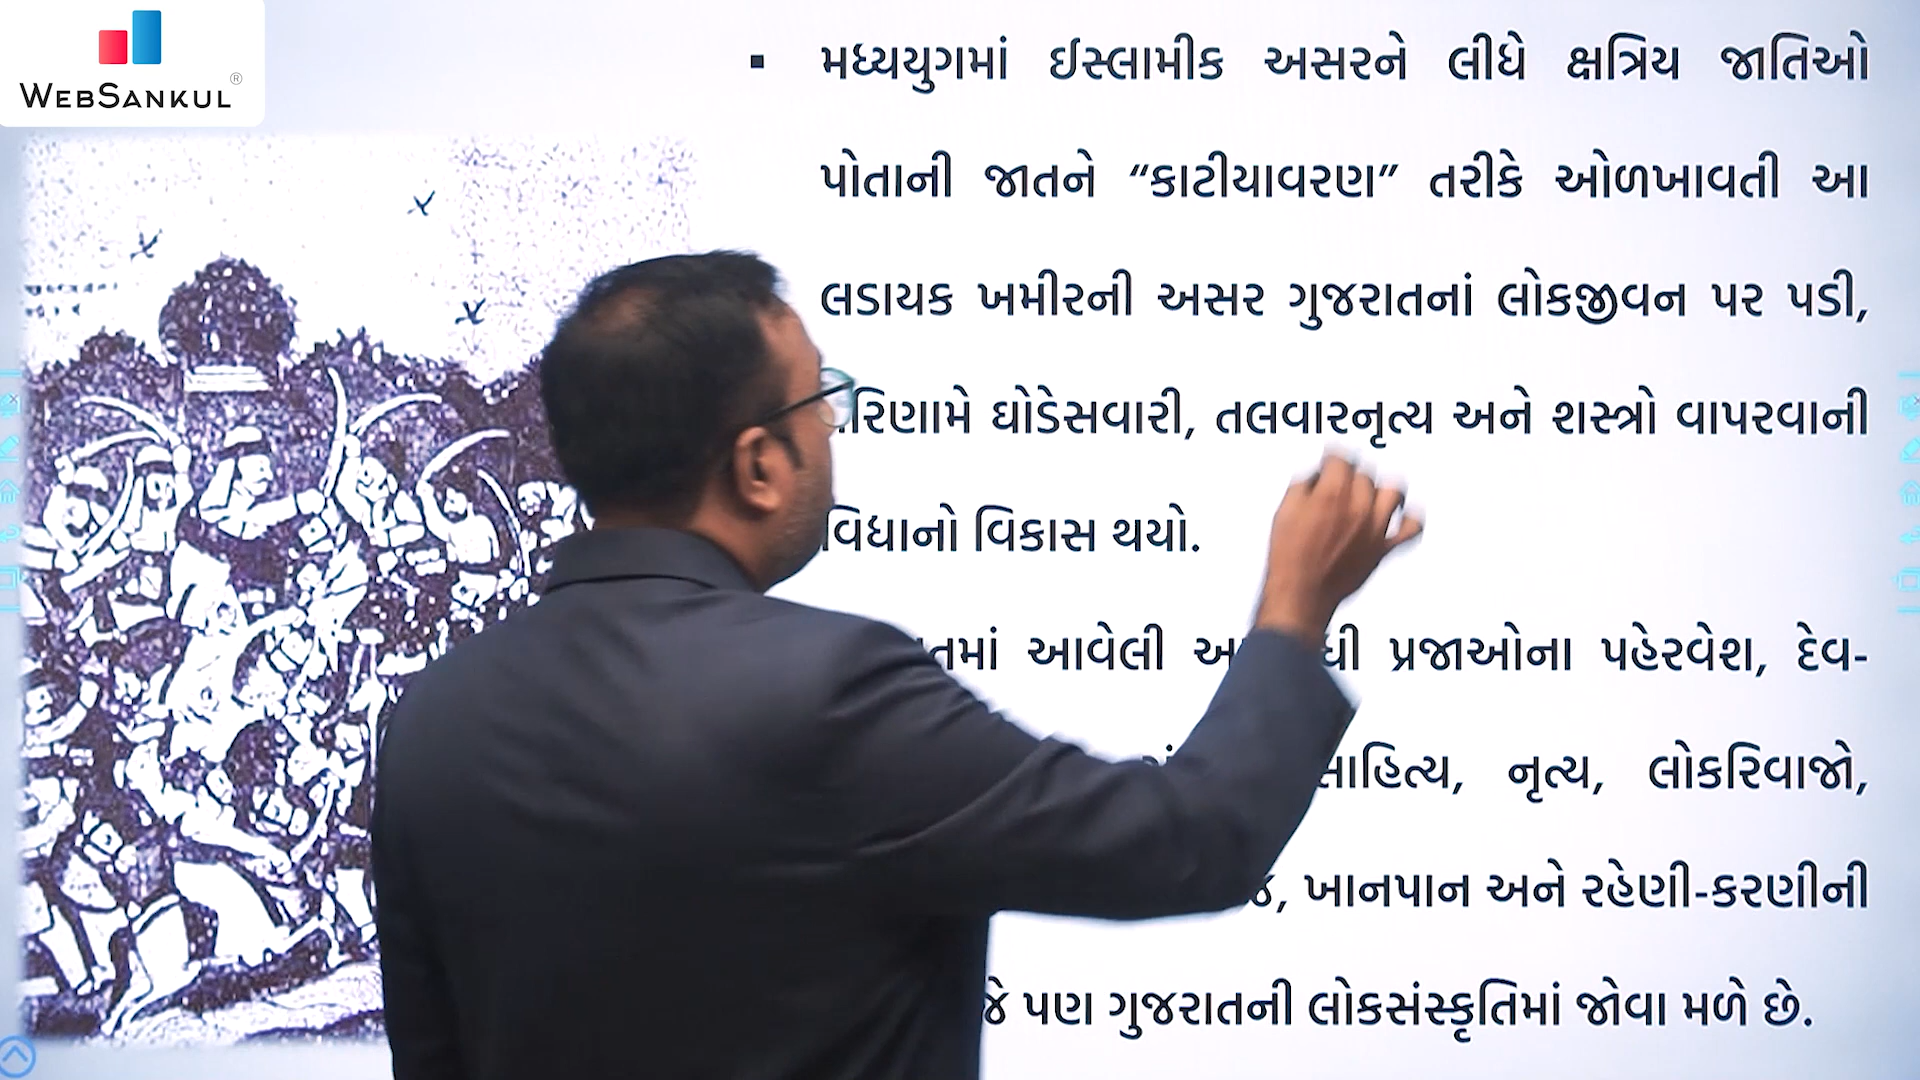 WEBSANKUL®
▪ મધ્યયુગમાં ઈસ્લામીક અસરને લીધે ક્ષત્રિય જાતિઓ
પોતાની જાતને “કાટીયાવરણ” તરીકે ઓળખાવતી આ
લડાયક ખમીરની અસર ગુજરાતનાં લોકજીવન પર પડી,
ઘોડેસવારી, તલવારનૃત્ય અને શસ્ત્રો વાપરવાની
વિદ્યાનો વિકાસ થયો.
આવેલી પ્રજાઓના પહેરવેશ, દેવ-
સાહિત્ય, નૃત્ય, લોકરિવાજો,
ખાનપાન અને રહેણી-કરણીની
પણ ગુજરાતની લોકસંસ્કૃતિમાં જોવા મળે છે.